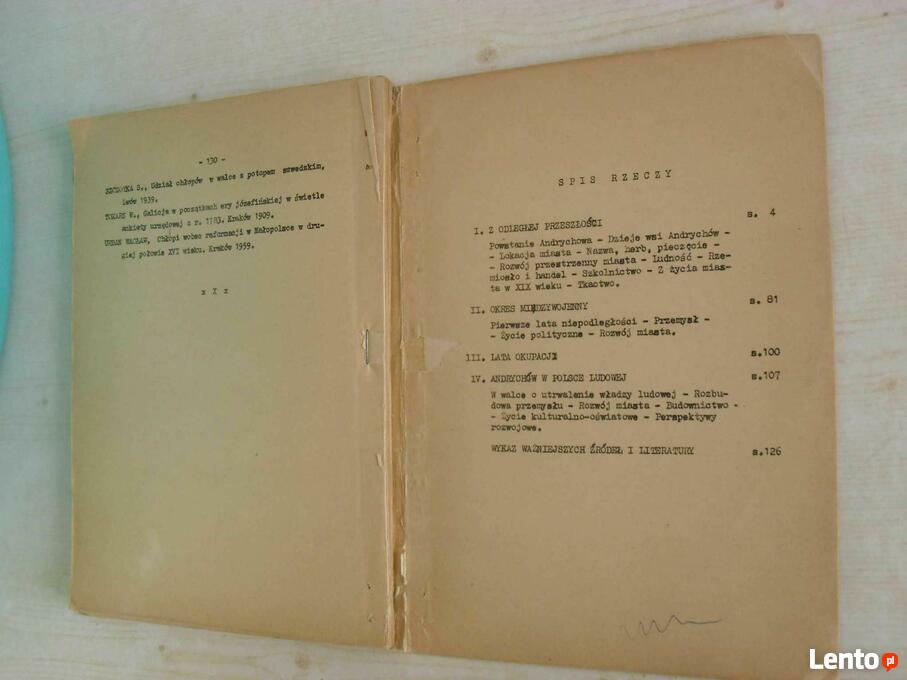 - 130 -
SZCZOTKA S., Udział chłopów w walce z potopem szwedzkim,
Lwów 1939.
TOKARZ W., Galicja w początkach ery józefińskiej w świetle
ankiety urzędowej z r. 1783. Kraków 1909.
URBAN WACŁAW, Chłopi wobec reformacji w Małopolsce w dru-
giej połowie XVI wieku. Kraków 1959.
x X x
SPIS RZECZY
I. Z ODLEGŁEJ PRZESZŁOŚCI s. 4
Powstanie Andrychowa - Dzieje wsi Andrychów -
- Lokacja miasta - Nazwa, herb, pieczęcie -
- Rozwój przestrzenny miasta - Ludność - Rze-
miosło i handel - Szkolnictwo - Z życia mias-
ta w XIX wieku - Tkactwo.
II. OKRES MIĘDZYWOJENNY s. 81
Pierwsze lata niepodległości - Przemysł -
- Życie polityczne - Rozwój miasta.
III. LATA OKUPACJI s.100
IV. ANDRYCHÓW W POLSCE LUDOWEJ s.107
W walce o utrwalenie władzy ludowej - Rozbu-
dowa przemysłu - Rozwój miasta - Budownictwo -
- Życie kulturalno-oświatowe - Perspektywy
rozwojowe.
WYKAZ WAŻNIEJSZYCH ŹRÓDEŁ I LITERATURY s.126
Lento pl